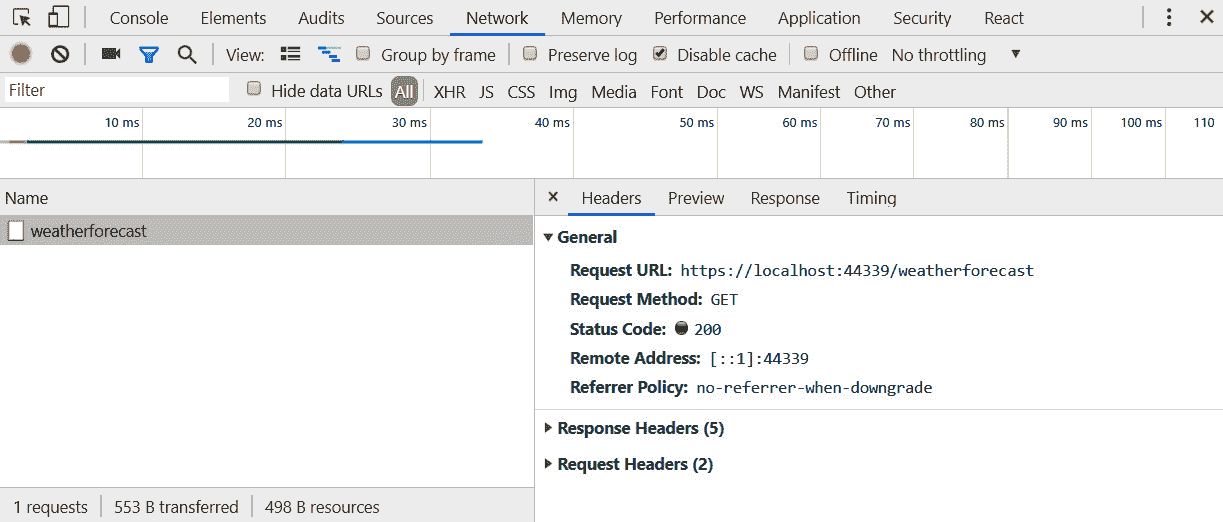 Console Elements Audits Sources Network Memory Performance Application Security React
View: Group by frame Preserve log Disable cache Offline No throttling
Filter Hide data URLs All XHR JS CSS Img Media Font Doc WS Manifest Other
10 ms 20 ms 30 ms 40 ms 50 ms 60 ms 70 ms 80 ms 90 ms 100 ms 110
Name
weatherforecast
Headers Preview Response Timing
General
Request URL: https://localhost:44339/weatherforecast
Request Method: GET
Status Code: 200
Remote Address: [::1]:44339
Referrer Policy: no-referrer-when-downgrade
Response Headers (5)
Request Headers (2)
1 requests 553 B transferred 498 B resources